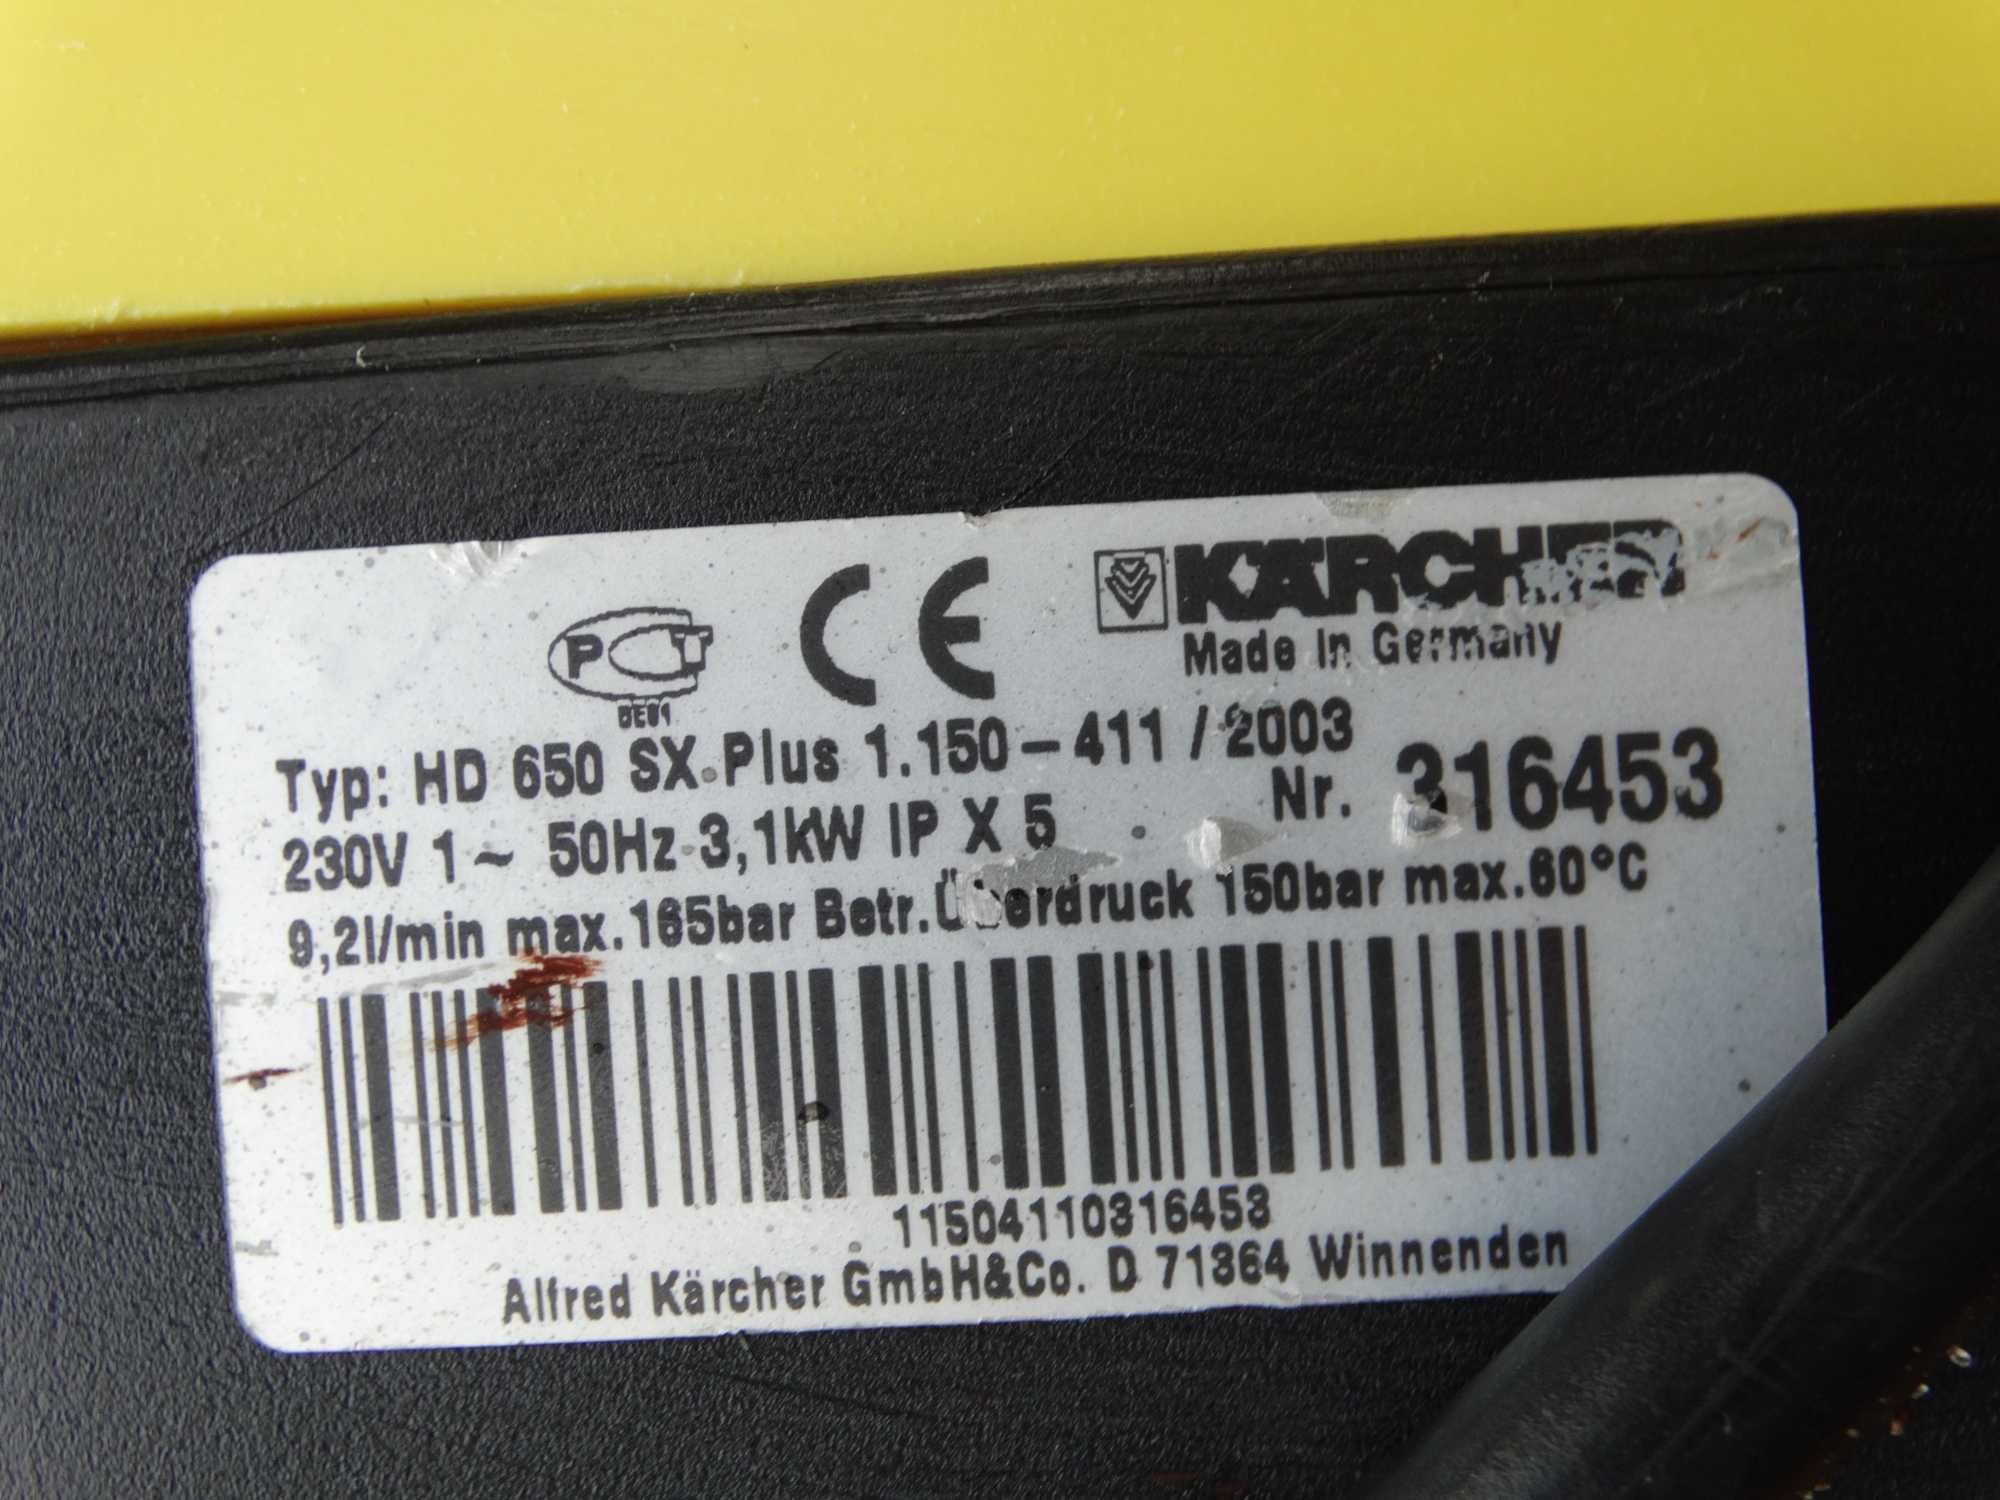 PCT
BE01
CE
KÄRCHER
Made in Germany
Typ: HD 650 SX Plus 1.150-411 / 2003
230V 1~ 50Hz 3,1kW IP X 5
Nr. 316453
9,2l/min max.165bar Betr.Überdruck 150bar max.60°C
11504110316453
Alfred Kärcher GmbH&Co. D 71364 Winnenden